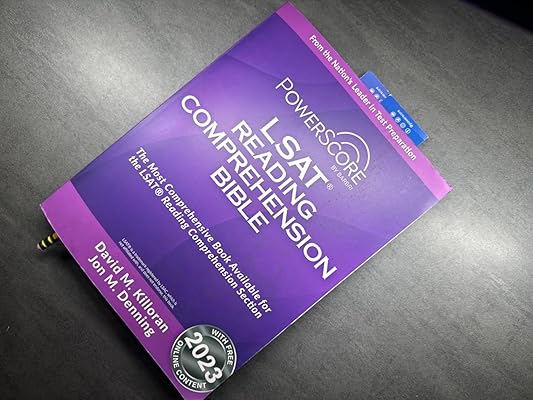 From the Nation's Leader in Test Preparation
POWERSCORE
BY BARBRI
LSAT®
READING
COMPREHENSION
BIBLE
The Most Comprehensive Book Available for
the LSAT® Reading Comprehension Section
David M. Killoran
Jon M. Denning
WITH FREE
2023
ONLINE CONTENT